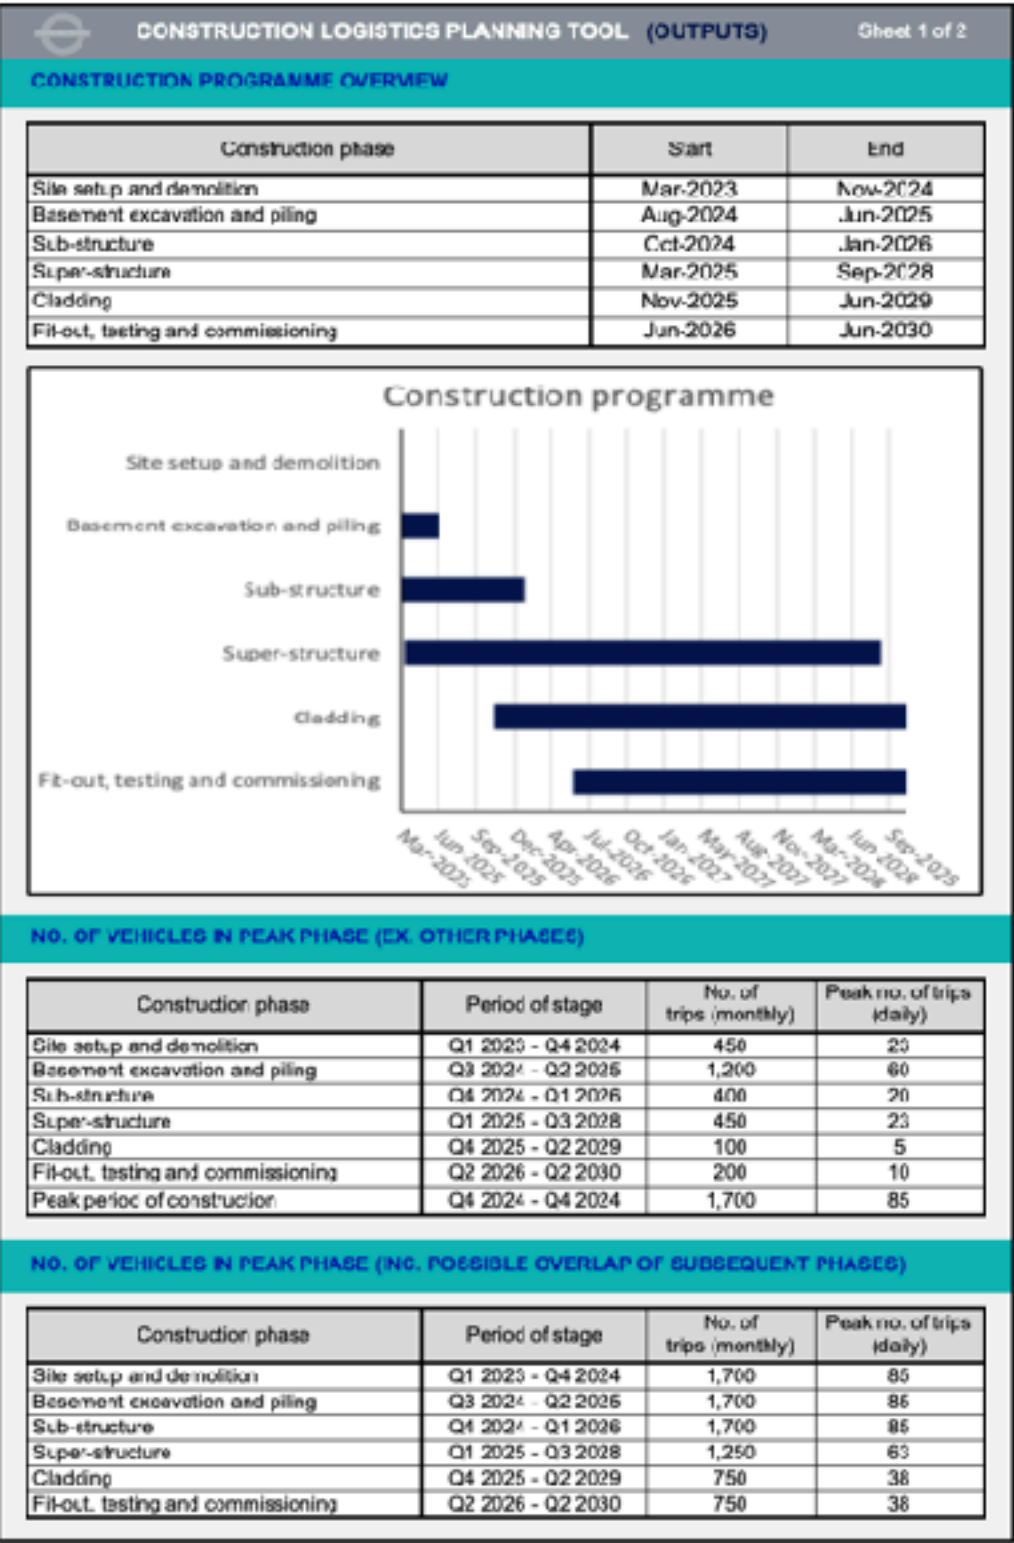 CONSTRUCTION LOGISTICS PLANNING TOOL (OUTPUTS) Sheet 1 of 2
CONSTRUCTION PROGRAMME OVERVIEW
Construction phase Start End
Site setup and demolition Mar-2023 Nov-2024
Basement excavation and piling Aug-2024 Jun-2025
Sub-structure Oct-2024 Jan-2026
Super-structure Mar-2025 Sep-2028
Cladding Nov-2025 Jun-2029
Fit-out, testing and commissioning Jun-2026 Jun-2030
Construction programme
Site setup and demolition
Basement excavation and piling
Sub-structure
Super-structure
Cladding
Fit-out, testing and commissioning
Mar-2025 Jun-2025 Sep-2025 Dec-2025 Apr-2026 Jul-2026 Oct-2026 Jan-2027 May-2027 Aug-2027 Nov-2027 Mar-2028 Jun-2028
NO. OF VEHICLES IN PEAK PHASE (EX. OTHER PHASES)
Construction phase Period of stage No. of trips (monthly) Peak no. of trips (daily)
Site setup and demolition Q1 2023 - Q4 2024 450 23
Basement excavation and piling Q3 2024 - Q2 2025 1,200 60
Sub-structure Q4 2024 - Q1 2026 400 20
Super-structure Q1 2025 - Q3 2028 450 23
Cladding Q4 2025 - Q2 2029 100 5
Fit-out, testing and commissioning Q2 2026 - Q2 2030 200 10
Peak period of construction Q4 2024 - Q4 2024 1,700 85
NO. OF VEHICLES IN PEAK PHASE (INC. POSSIBLE OVERLAP OF SUBSEQUENT PHASES)
Construction phase Period of stage No. of trips (monthly) Peak no. of trips (daily)
Site setup and demolition Q1 2023 - Q4 2024 1,700 85
Basement excavation and piling Q3 2024 - Q2 2025 1,700 85
Sub-structure Q4 2024 - Q1 2026 1,700 85
Super-structure Q1 2025 - Q3 2028 1,250 63
Cladding Q4 2025 - Q2 2029 750 38
Fit-out, testing and commissioning Q2 2026 - Q2 2030 750 38